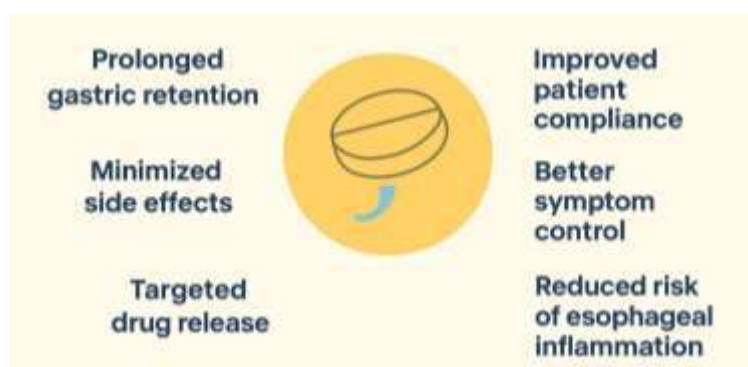 Prolonged
gastric retention
Minimized
side effects
Targeted
drug release
Improved
patient
compliance
Better
symptom
control
Reduced risk
of esophageal
inflammation